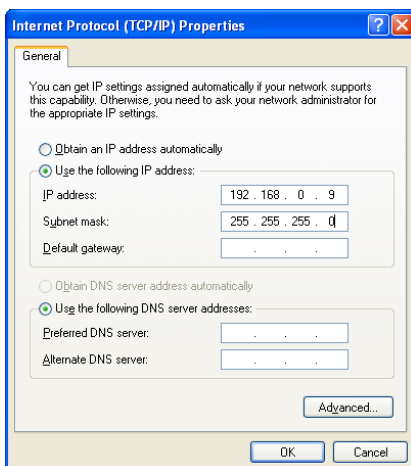 Internet Protocol (TCP/IP) Properties
General
You can get IP settings assigned automatically if your network supports
this capability. Otherwise, you need to ask your network administrator for
the appropriate IP settings.
Obtain an IP address automatically
Use the following IP address:
IP address: 192 . 168 . 0 . 9
Subnet mask: 255 . 255 . 255 . 0
Default gateway: . . .
Obtain DNS server address automatically
Use the following DNS server addresses:
Preferred DNS server: . . .
Alternate DNS server: . . .
Advanced...
OK Cancel